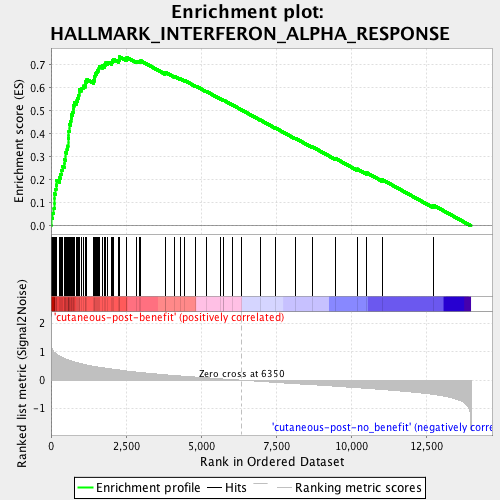 Enrichment plot:
HALLMARK_INTERFERON_ALPHA_RESPONSE
Enrichment score (ES)
0.7
0.6
0.5
0.4
0.3
0.2
0.1
0.0
'cutaneous-post-benefit' (positively correlated)
Ranked list metric (Signal2Noise)
2
1
0
-1
Zero cross at 6350
'cutaneous-post-no_benefit' (negatively corre
0
2,500
5,000
7,500
10,000
12,500
Rank in Ordered Dataset
Enrichment profile
Hits
Ranking metric scores